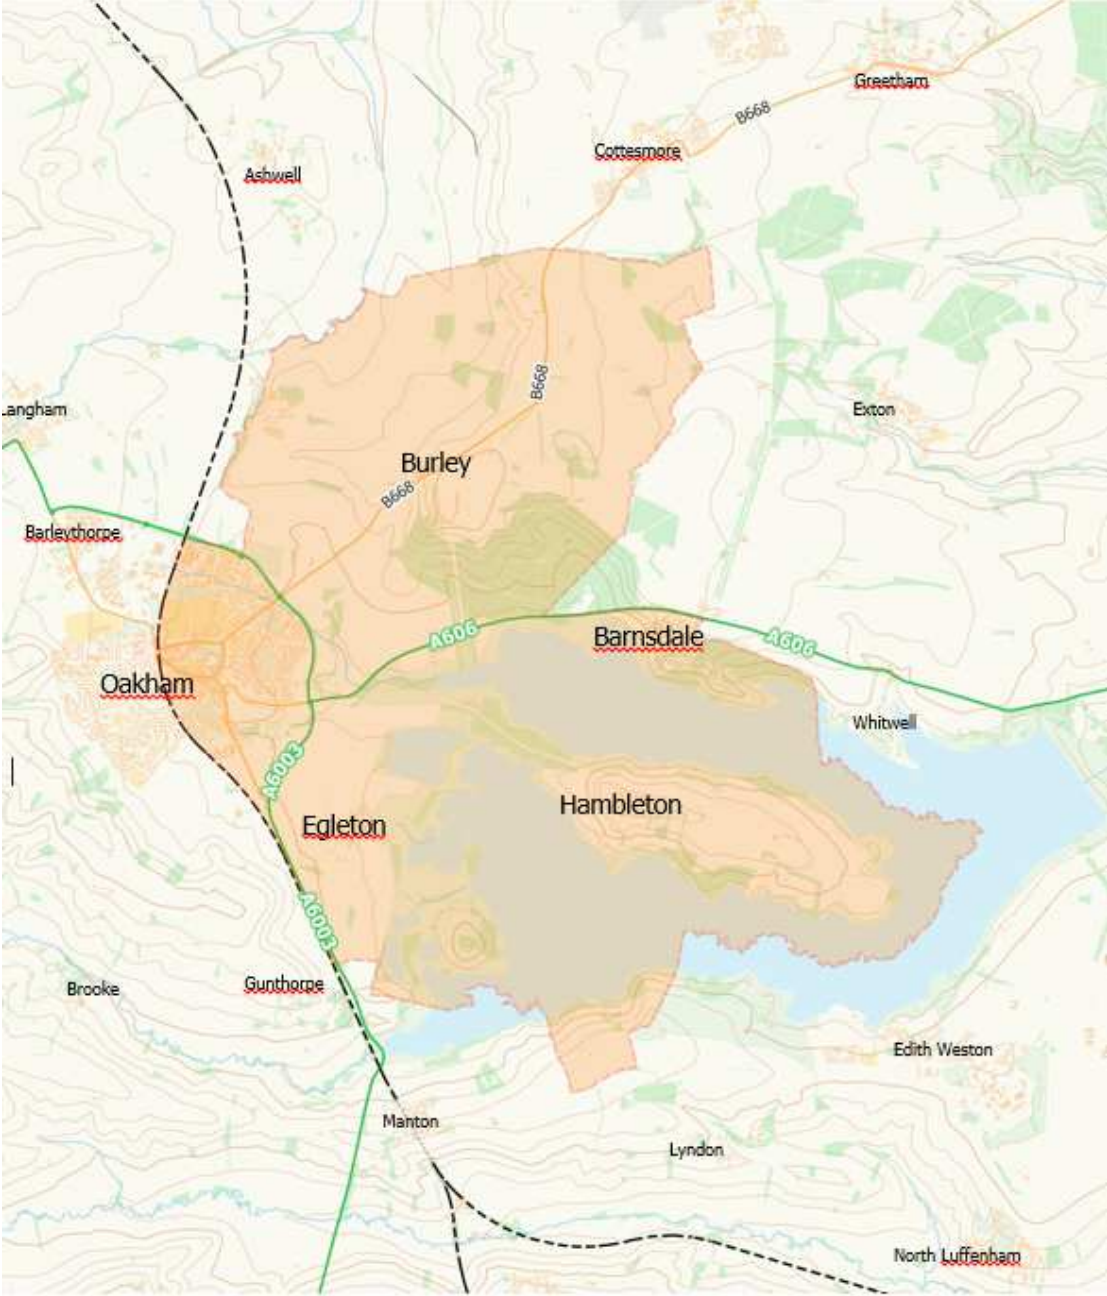 Greetham
B668
Cottesmore
Ashwell
B668
Langham
Exton
Burley
B668
Barleythorpe
A606
Barnsdale
A606
Oakham
Whitwell
A6003
Hambleton
Egleton
A6003
Gunthorpe
Brooke
Edith Weston
Manton
Lyndon
North Luffenham